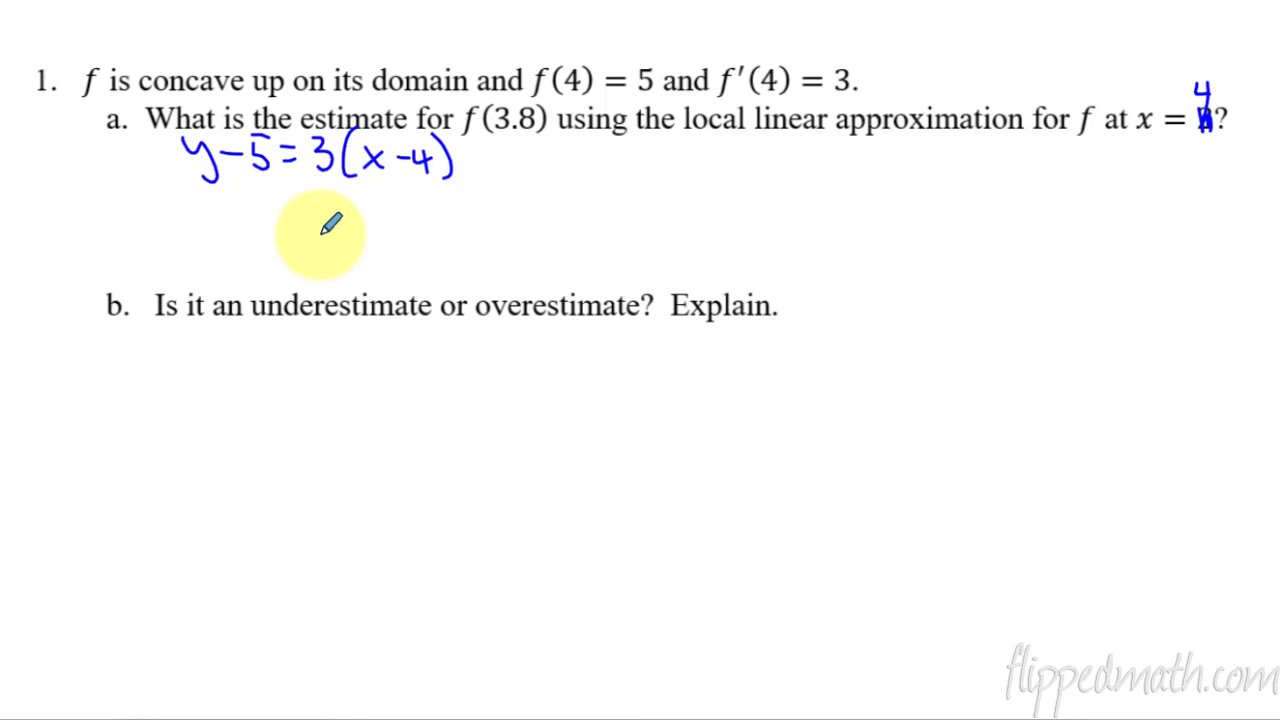 1. f is concave up on its domain and f(4) = 5 and f′(4) = 3.
4
a. What is the estimate for f(3.8) using the local linear approximation for f at x = ?
y-5=3(x-4)
b. Is it an underestimate or overestimate? Explain.
flippedmath.com